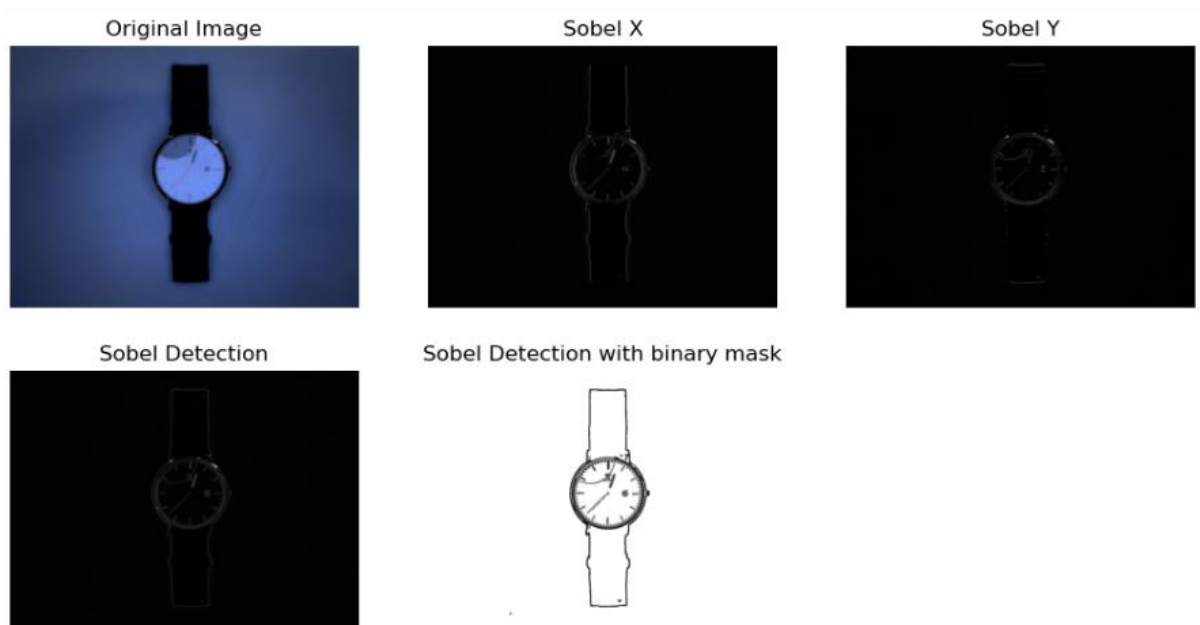 Original Image
Sobel X
Sobel Y
Sobel Detection
Sobel Detection with binary mask